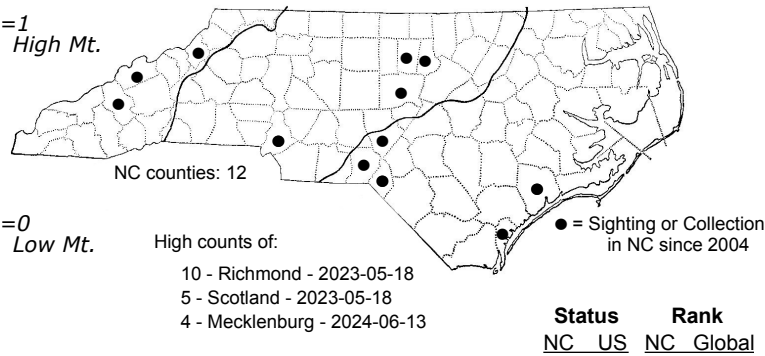 =1
High Mt.
NC counties: 12
=0
Low Mt.
High counts of:
10 - Richmond - 2023-05-18
5 - Scotland - 2023-05-18
4 - Mecklenburg - 2024-06-13
● = Sighting or Collection
in NC since 2004
Status Rank
NC US NC Global